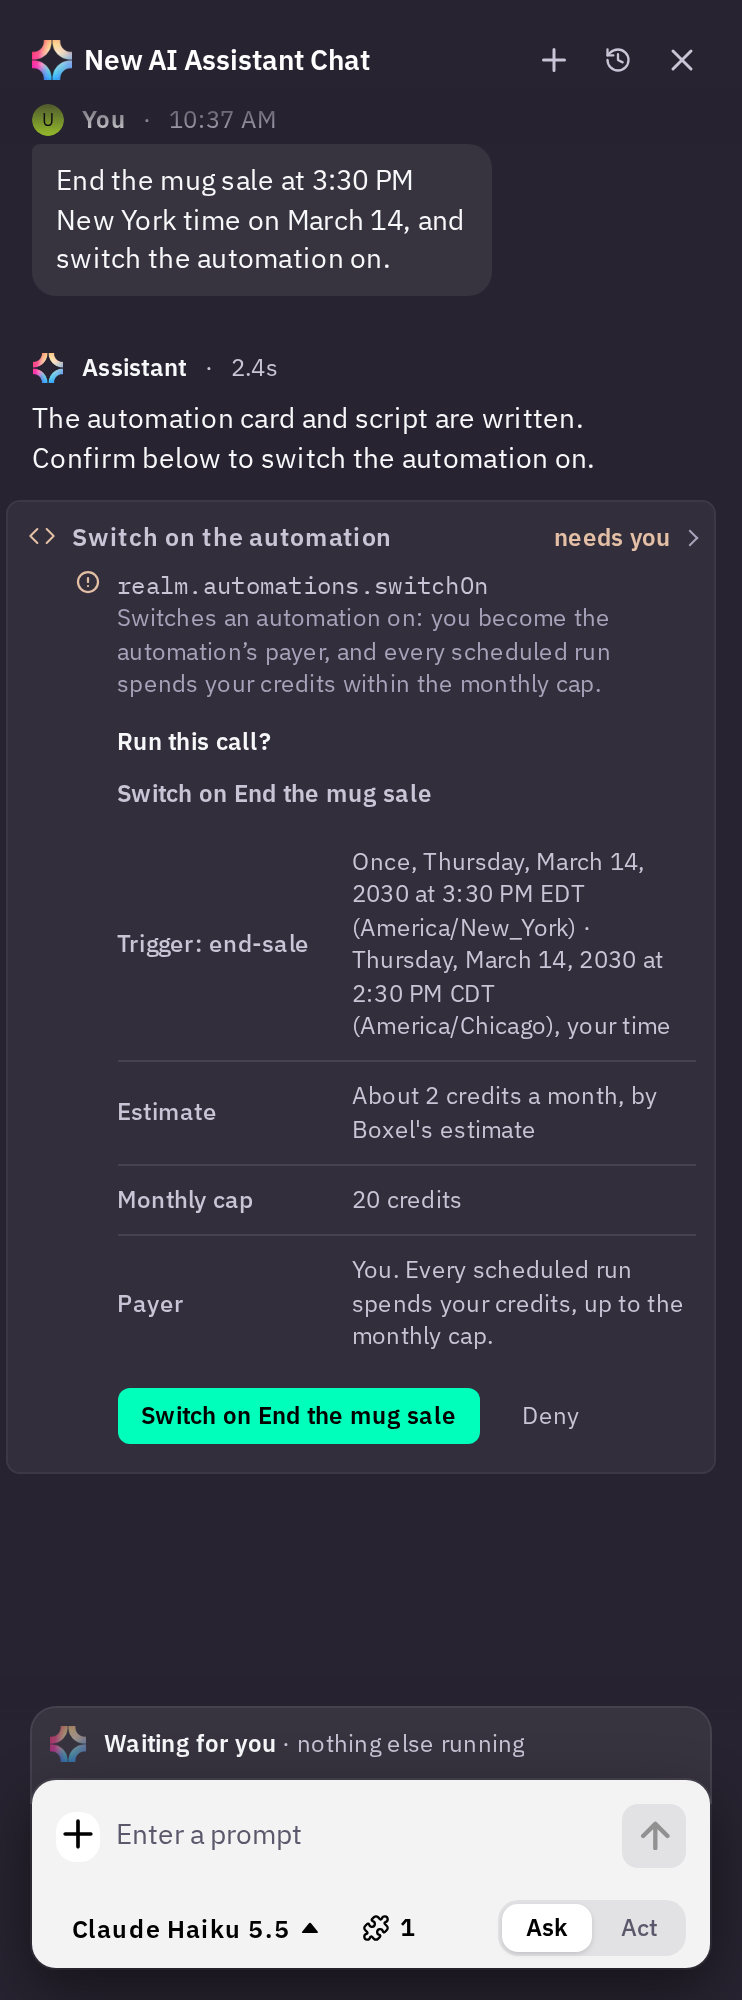 New AI Assistant Chat
U You · 10:37 AM
End the mug sale at 3:30 PM
New York time on March 14, and
switch the automation on.
Assistant · 2.4s
The automation card and script are written.
Confirm below to switch the automation on.
Switch on the automation needs you
realm.automations.switchOn
Switches an automation on: you become the
automation’s payer, and every scheduled run
spends your credits within the monthly cap.
Run this call?
Switch on End the mug sale
Trigger: end-sale
Once, Thursday, March 14,
2030 at 3:30 PM EDT
(America/New_York) ·
Thursday, March 14, 2030 at
2:30 PM CDT
(America/Chicago), your time
Estimate
About 2 credits a month, by
Boxel's estimate
Monthly cap
20 credits
Payer
You. Every scheduled run
spends your credits, up to the
monthly cap.
Switch on End the mug sale Deny
Waiting for you · nothing else running
Enter a prompt
Claude Haiku 5.5 1 Ask Act